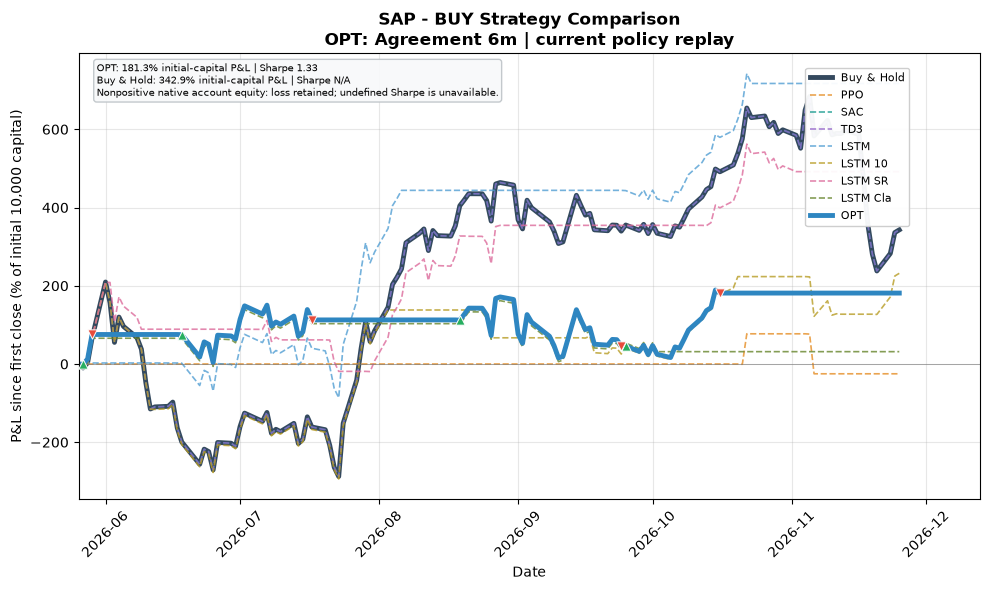 SAP - BUY Strategy Comparison
OPT: Agreement 6m | current policy replay
OPT: 181.3% initial-capital P&L | Sharpe 1.33
Buy & Hold: 342.9% initial-capital P&L | Sharpe N/A
Nonpositive native account equity: loss retained; undefined Sharpe is unavailable.
Buy & Hold
PPO
SAC
TD3
LSTM
LSTM 10
LSTM SR
LSTM Cla
OPT
P&L since first close (% of initial 10,000 capital)
600
400
200
0
−200
2026-06
2026-07
2026-08
2026-09
2026-10
2026-11
2026-12
Date